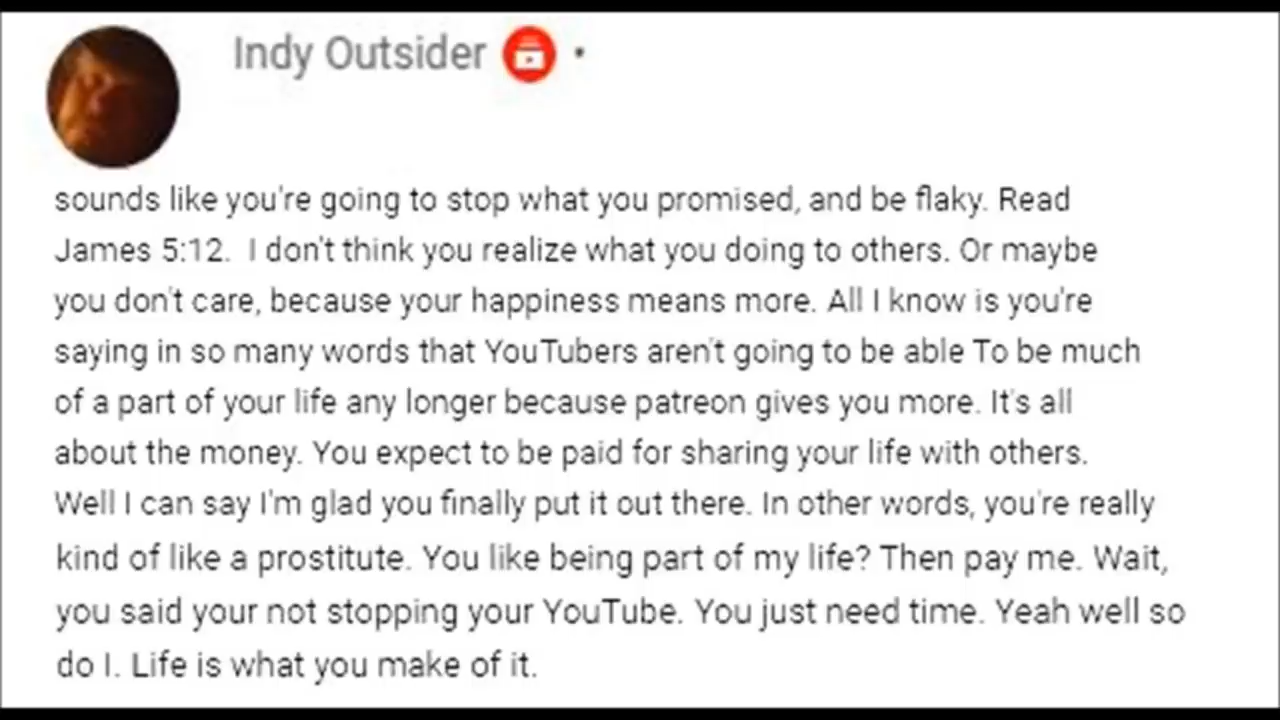 Indy Outsider •
sounds like you're going to stop what you promised, and be flaky. Read
James 5:12.  I don't think you realize what you doing to others. Or maybe
you don't care, because your happiness means more. All I know is you're
saying in so many words that YouTubers aren't going to be able To be much
of a part of your life any longer because patreon gives you more. It's all
about the money. You expect to be paid for sharing your life with others.
Well I can say I'm glad you finally put it out there. In other words, you're really
kind of like a prostitute. You like being part of my life? Then pay me. Wait,
you said your not stopping your YouTube. You just need time. Yeah well so
do I. Life is what you make of it.